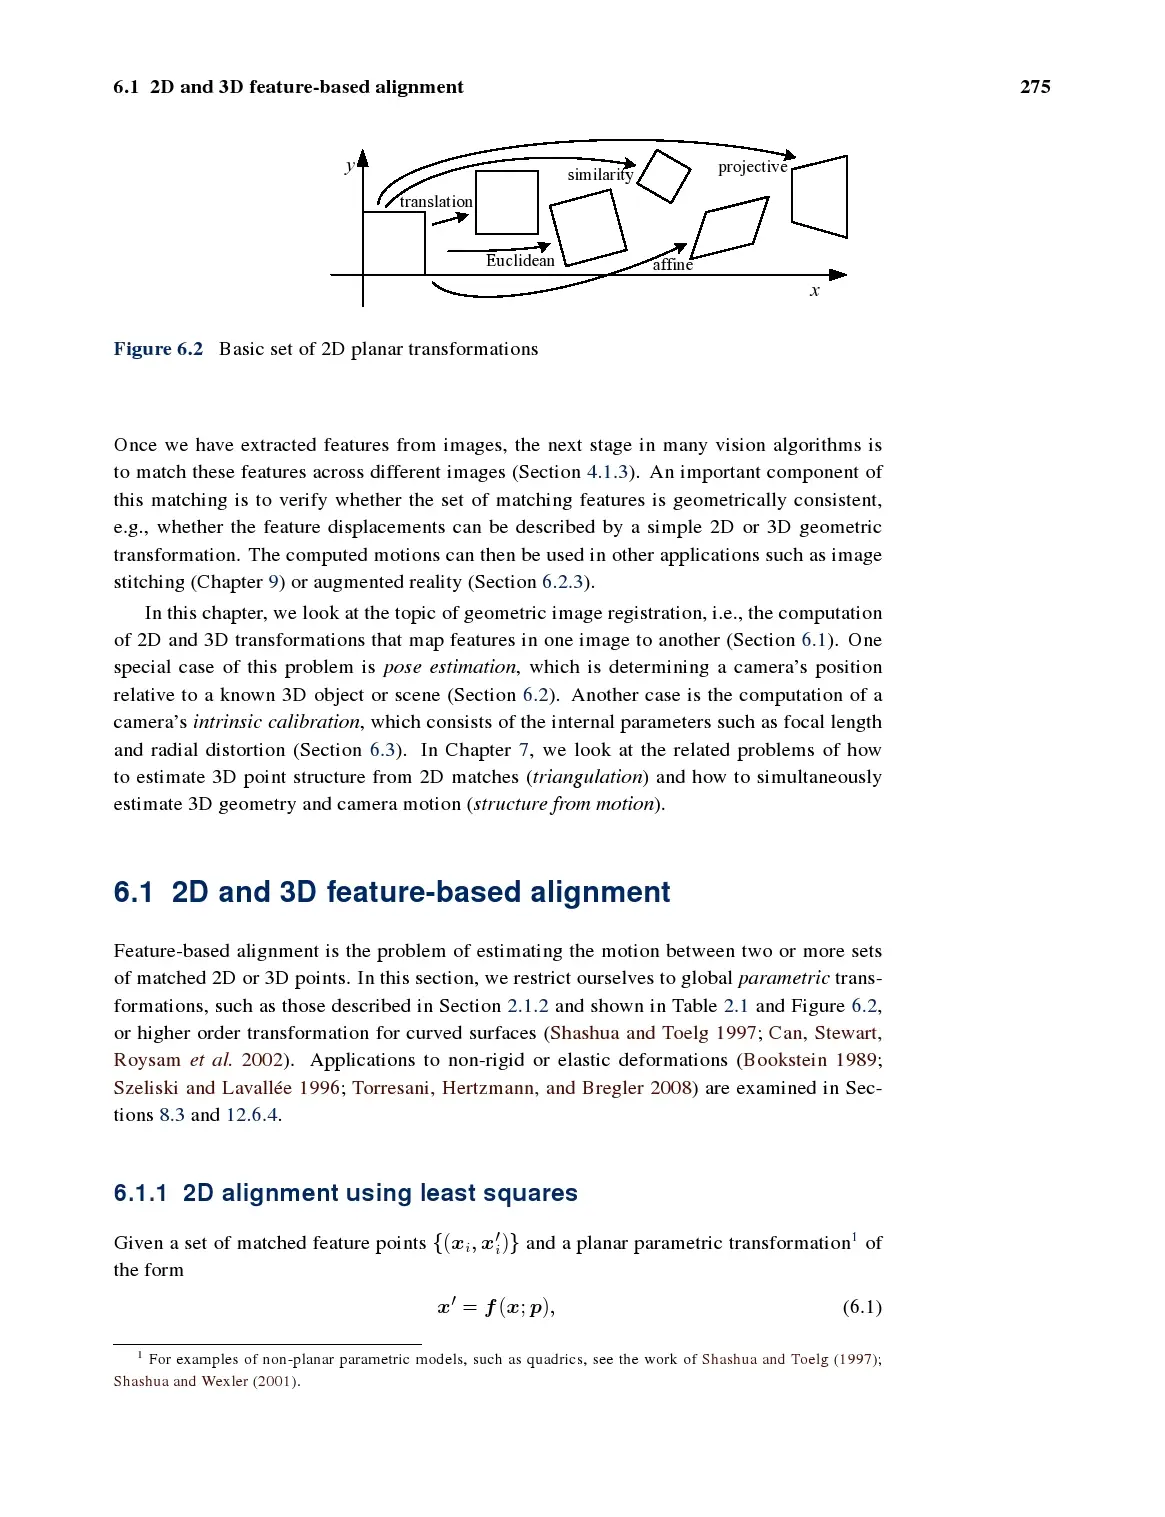 6.1 2D and 3D feature-based alignment 275
y
projective
similarity
translation
Euclidean
affine
x
Figure 6.2 Basic set of 2D planar transformations
Once we have extracted features from images, the next stage in many vision algorithms is
to match these features across different images (Section 4.1.3). An important component of
this matching is to verify whether the set of matching features is geometrically consistent,
e.g., whether the feature displacements can be described by a simple 2D or 3D geometric
transformation. The computed motions can then be used in other applications such as image
stitching (Chapter 9) or augmented reality (Section 6.2.3).
In this chapter, we look at the topic of geometric image registration, i.e., the computation
of 2D and 3D transformations that map features in one image to another (Section 6.1). One
special case of this problem is pose estimation, which is determining a camera's position
relative to a known 3D object or scene (Section 6.2). Another case is the computation of a
camera's intrinsic calibration, which consists of the internal parameters such as focal length
and radial distortion (Section 6.3). In Chapter 7, we look at the related problems of how
to estimate 3D point structure from 2D matches (triangulation) and how to simultaneously
estimate 3D geometry and camera motion (structure from motion).
6.1 2D and 3D feature-based alignment
Feature-based alignment is the problem of estimating the motion between two or more sets
of matched 2D or 3D points. In this section, we restrict ourselves to global parametric trans-
formations, such as those described in Section 2.1.2 and shown in Table 2.1 and Figure 6.2,
or higher order transformation for curved surfaces (Shashua and Toelg 1997; Can, Stewart,
Roysam et al. 2002). Applications to non-rigid or elastic deformations (Bookstein 1989;
Szeliski and Lavallée 1996; Torresani, Hertzmann, and Bregler 2008) are examined in Sec-
tions 8.3 and 12.6.4.
6.1.1 2D alignment using least squares
Given a set of matched feature points {(xᵢ, x′ᵢ)} and a planar parametric transformation¹ of
the form
x′ = f(x; p), (6.1)
¹ For examples of non-planar parametric models, such as quadrics, see the work of Shashua and Toelg (1997);
Shashua and Wexler (2001).